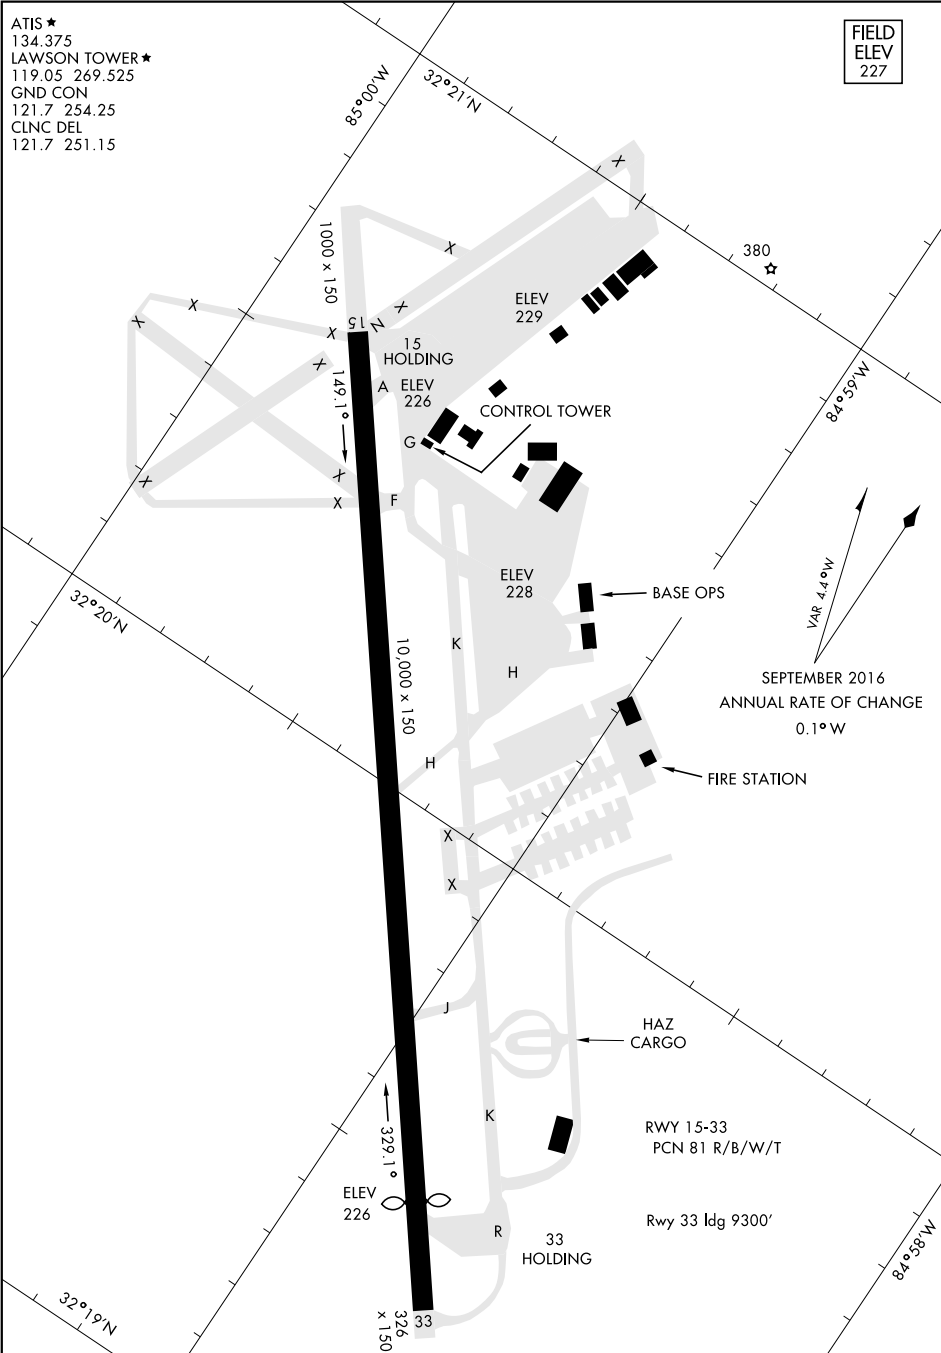 ATIS ★
134.375
LAWSON TOWER ★
119.05 269.525
GND CON
121.7 254.25
CLNC DEL
121.7 251.15
FIELD
ELEV
227
85°00'W
32°21'N
380
1000 x 150
ELEV
229
X
X
X
X
X
X
15
N
15
HOLDING
X
149.1°
A
ELEV
226
84°59'W
CONTROL TOWER
G
X
X
X
F
VAR 4.4°W
ELEV
228
BASE OPS
32°20'N
K
10,000 x 150
H
SEPTEMBER 2016
ANNUAL RATE OF CHANGE
0.1° W
H
FIRE STATION
X
X
J
HAZ
CARGO
K
329.1°
RWY 15-33
PCN 81 R/B/W/T
ELEV
226
Rwy 33 ldg 9300'
R
33
HOLDING
84°58'W
32°19'N
326
x 150
33